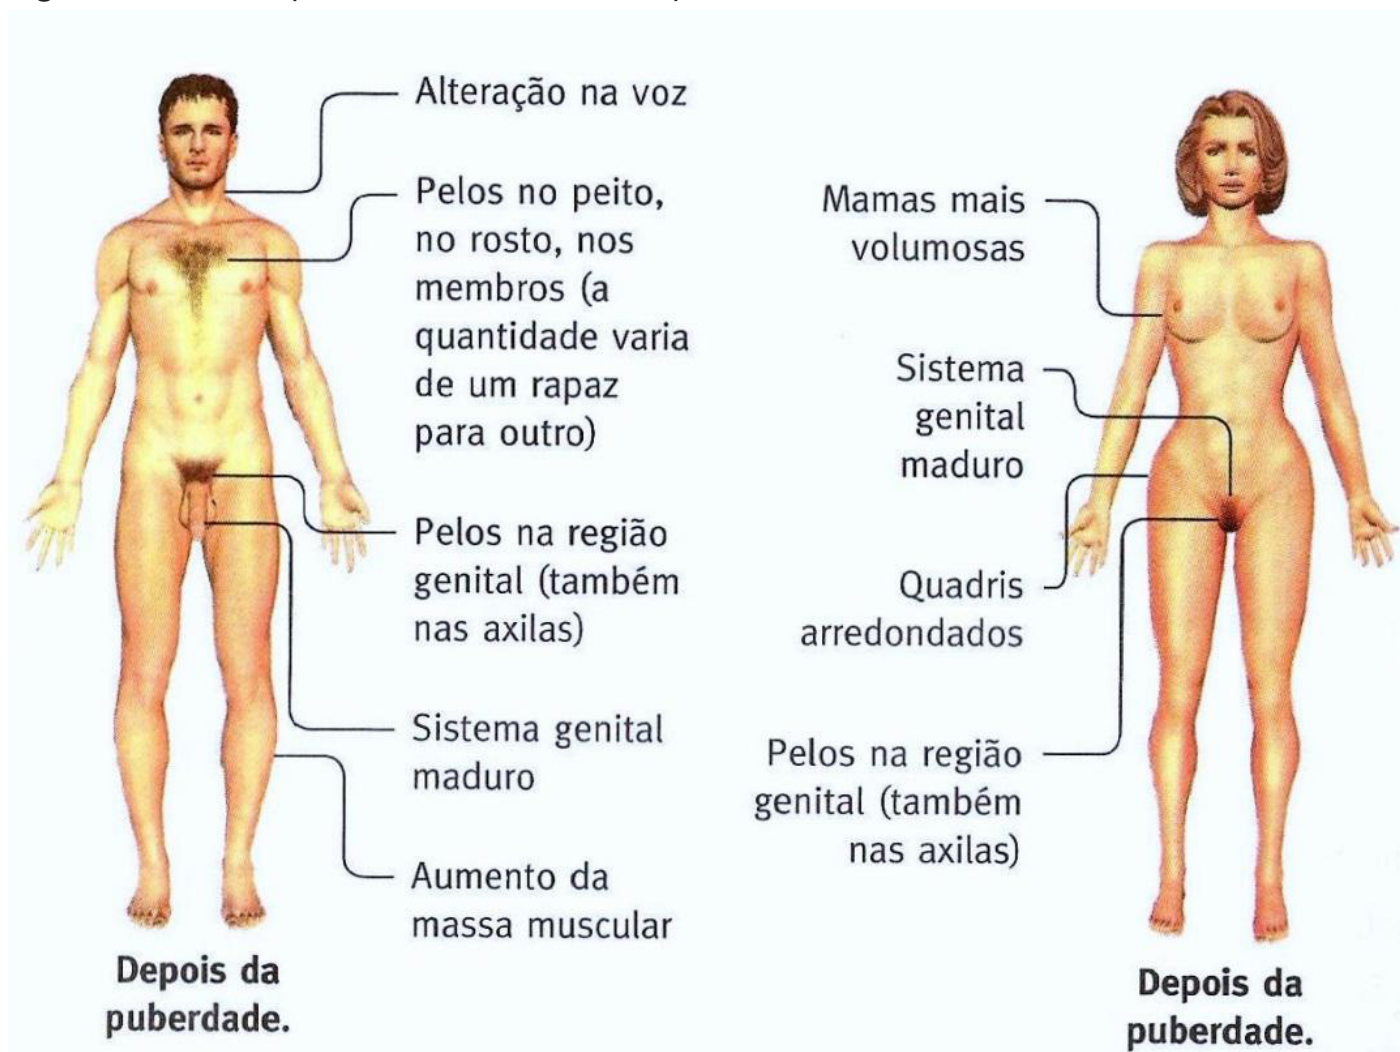 Alteração na voz
Pelos no peito,
no rosto, nos
membros (a
quantidade varia
de um rapaz
para outro)
Pelos na região
genital (também
nas axilas)
Sistema genital
maduro
Aumento da
massa muscular
Depois da
puberdade.
Mamas mais
volumosas
Sistema
genital
maduro
Quadris
arredondados
Pelos na região
genital (também
nas axilas)
Depois da
puberdade.